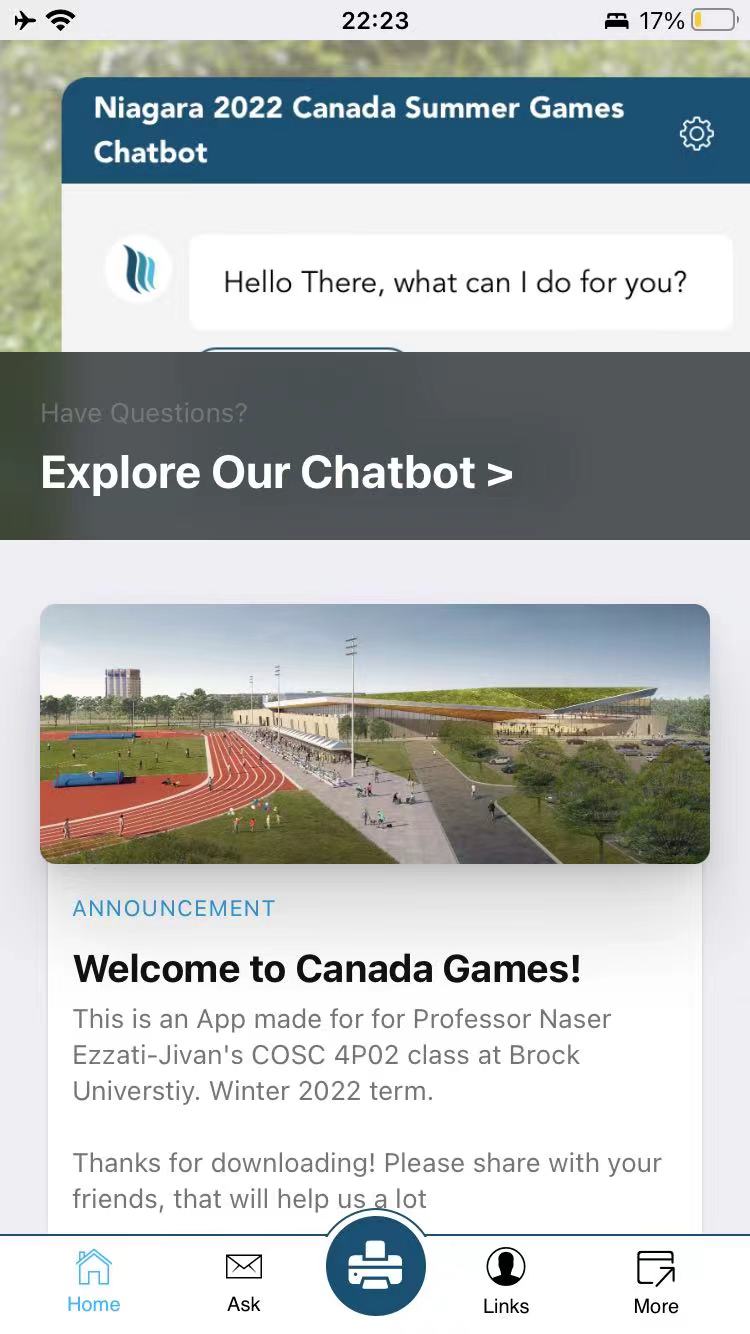 22:23
17%
Niagara 2022 Canada Summer Games
Chatbot
Hello There, what can I do for you?
Have Questions?
Explore Our Chatbot >
ANNOUNCEMENT
Welcome to Canada Games!
This is an App made for for Professor Naser
Ezzati-Jivan's COSC 4P02 class at Brock
Universtiy. Winter 2022 term.
Thanks for downloading! Please share with your
friends, that will help us a lot
Home
Ask
Links
More